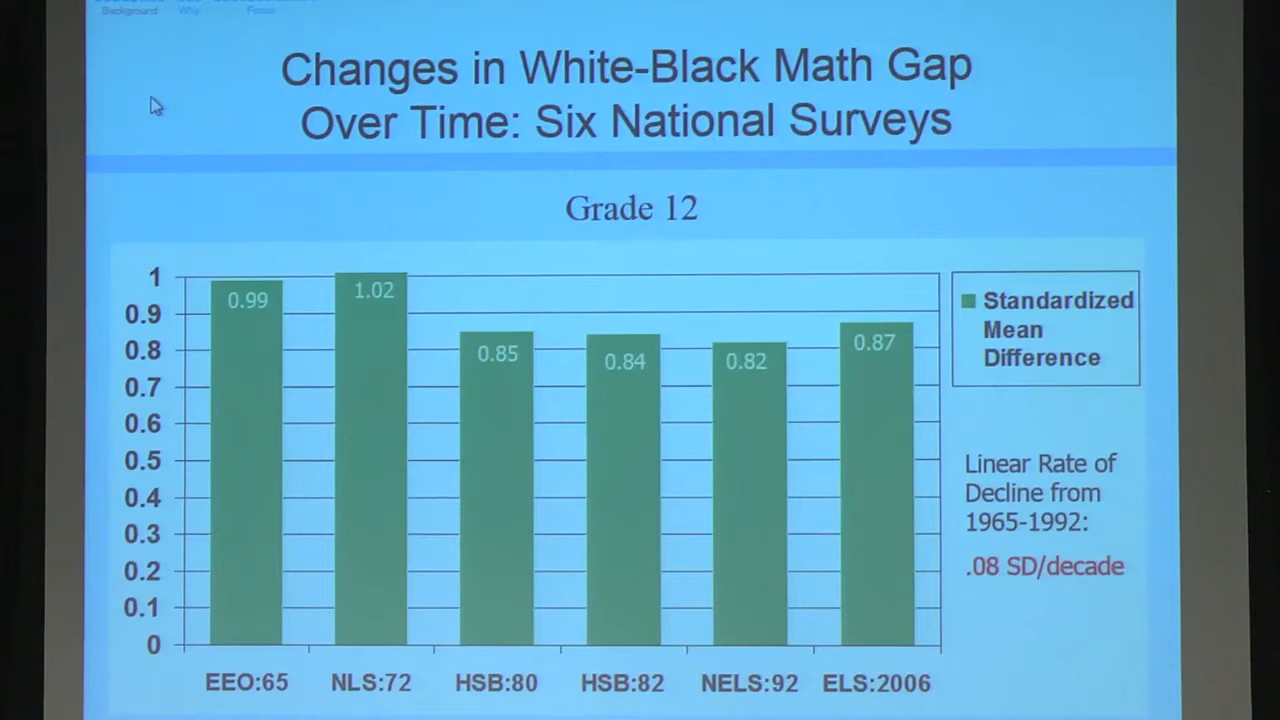 Background Why Focus
Changes in White-Black Math Gap
Over Time: Six National Surveys
Grade 12
1
0.9
0.8
0.7
0.6
0.5
0.4
0.3
0.2
0.1
0
0.99
1.02
0.85
0.84
0.82
0.87
EEO:65
NLS:72
HSB:80
HSB:82
NELS:92
ELS:2006
Standardized
Mean
Difference
Linear Rate of
Decline from
1965-1992:
.08 SD/decade